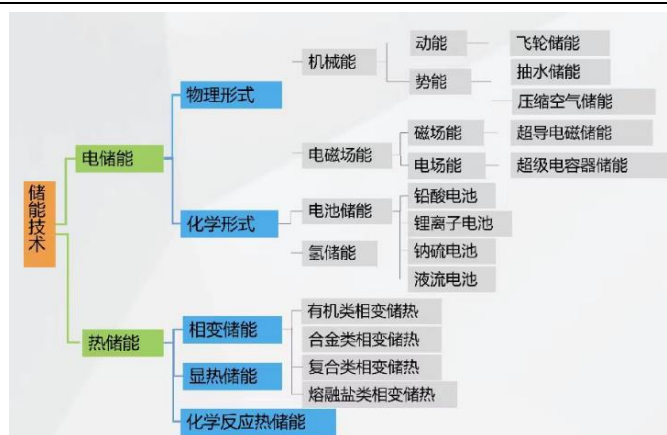 储能技术
电储能
物理形式
机械能
动能
飞轮储能
势能
抽水储能
压缩空气储能
电磁场能
磁场能
超导电磁储能
电场能
超级电容器储能
化学形式
电池储能
铅酸电池
锂离子电池
钠硫电池
液流电池
氢储能
热储能
相变储能
有机类相变储热
合金类相变储热
复合类相变储热
熔融盐类相变储热
显热储能
化学反应热储能